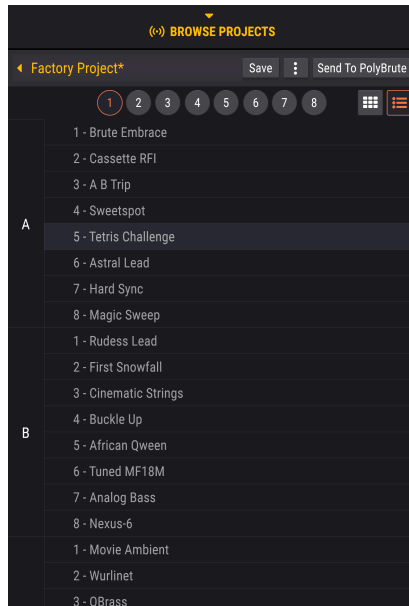 BROWSE PROJECTS
Factory Project* Save Send To PolyBrute
1 2 3 4 5 6 7 8
A
1 - Brute Embrace
2 - Cassette RFI
3 - A B Trip
4 - Sweetspot
5 - Tetris Challenge
6 - Astral Lead
7 - Hard Sync
8 - Magic Sweep
B
1 - Rudess Lead
2 - First Snowfall
3 - Cinematic Strings
4 - Buckle Up
5 - African Qween
6 - Tuned MF18M
7 - Analog Bass
8 - Nexus-6
1 - Movie Ambient
2 - Wurlinet
3 - OBrass